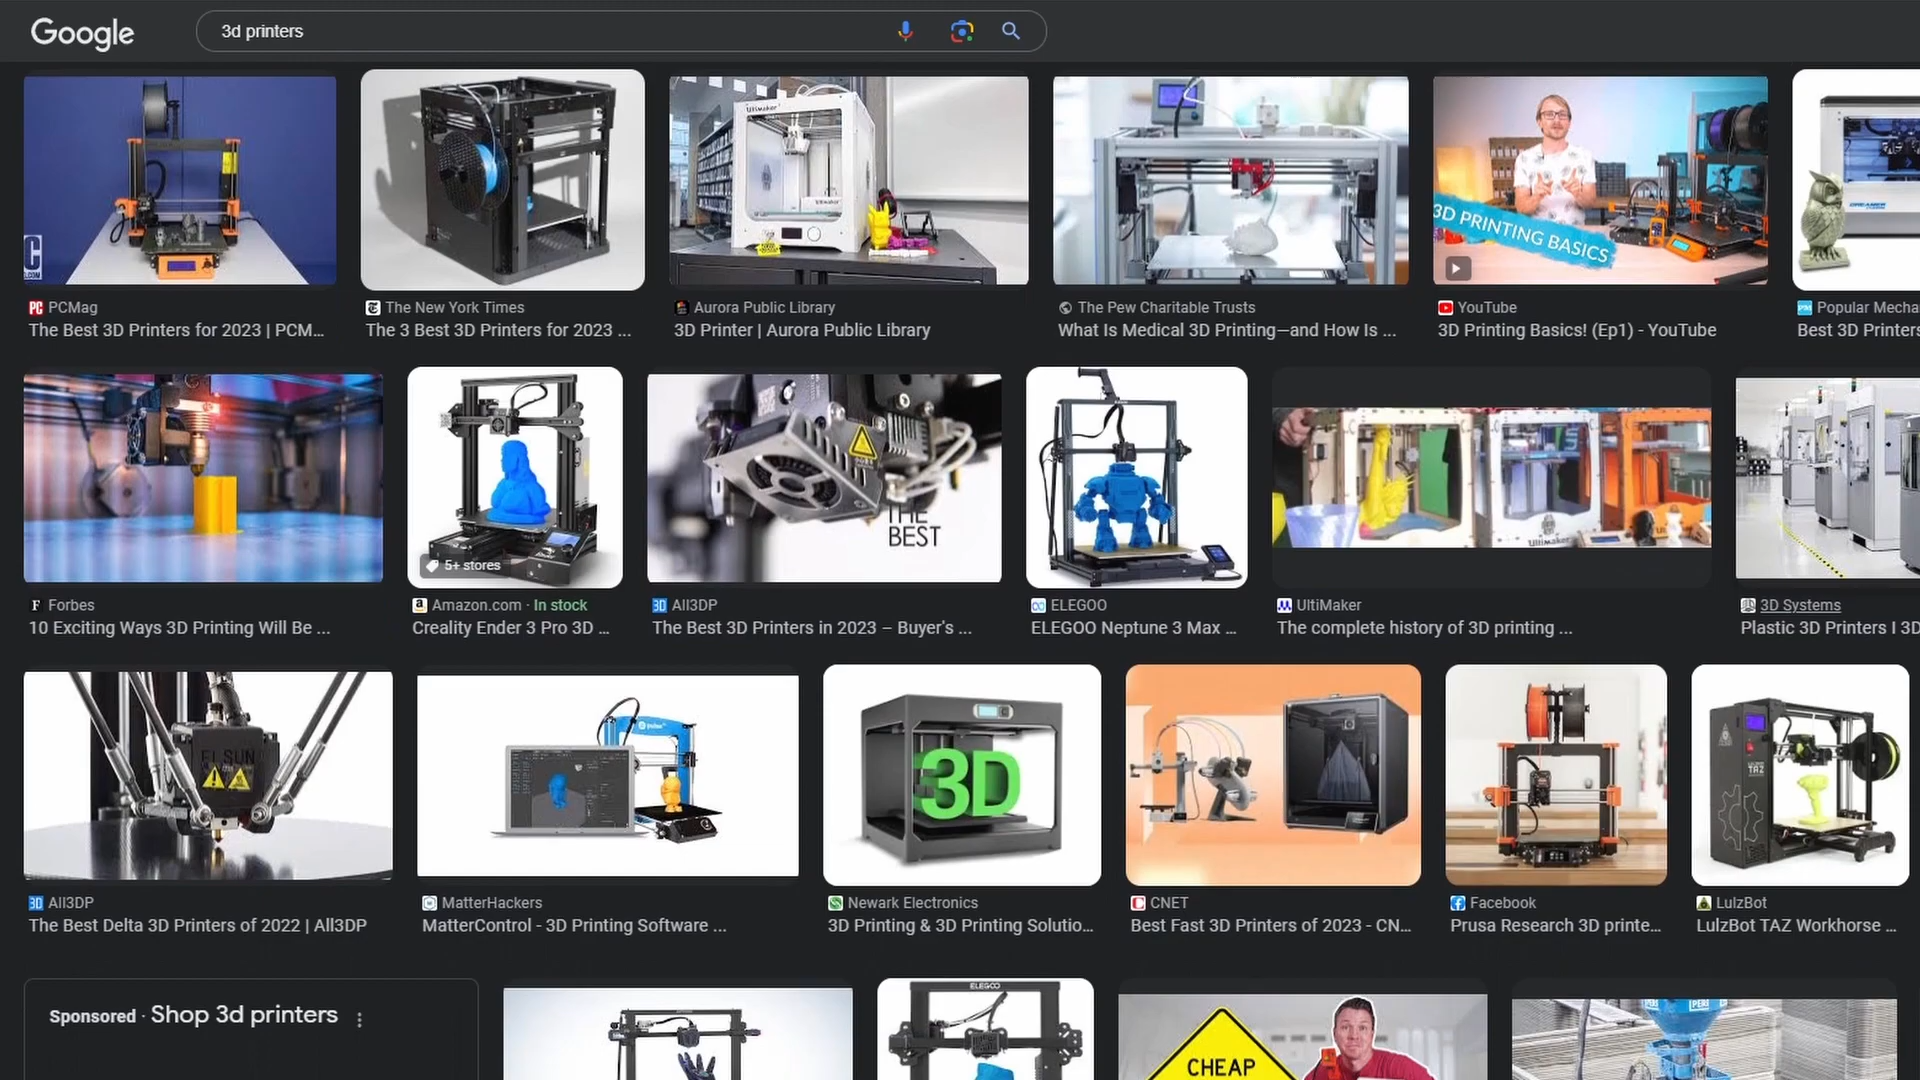 Google
3d printers
Ultimaker
3D PRINTING BASICS
PCMag
The Best 3D Printers for 2023 | PCM...
The New York Times
The 3 Best 3D Printers for 2023 ...
Aurora Public Library
3D Printer | Aurora Public Library
The Pew Charitable Trusts
What Is Medical 3D Printing—and How Is ...
YouTube
3D Printing Basics! (Ep1) - YouTube
Popular Mecha
Best 3D Printers
THE
BEST
Ultimaker
5+ stores
Forbes
10 Exciting Ways 3D Printing Will Be ...
Amazon.com · In stock
Creality Ender 3 Pro 3D ...
3D All3DP
The Best 3D Printers in 2023 – Buyer's ...
ELEGOO
ELEGOO Neptune 3 Max ...
UltiMaker
The complete history of 3D printing ...
3D Systems
Plastic 3D Printers I 3D
3D
TAZ
3D All3DP
The Best Delta 3D Printers of 2022 | All3DP
MatterHackers
MatterControl - 3D Printing Software ...
Newark Electronics
3D Printing & 3D Printing Solutio...
CNET
Best Fast 3D Printers of 2023 - CN...
Facebook
Prusa Research 3D printe...
LulzBot
LulzBot TAZ Workhorse ...
Sponsored · Shop 3d printers
ELEGOO
CHEAP